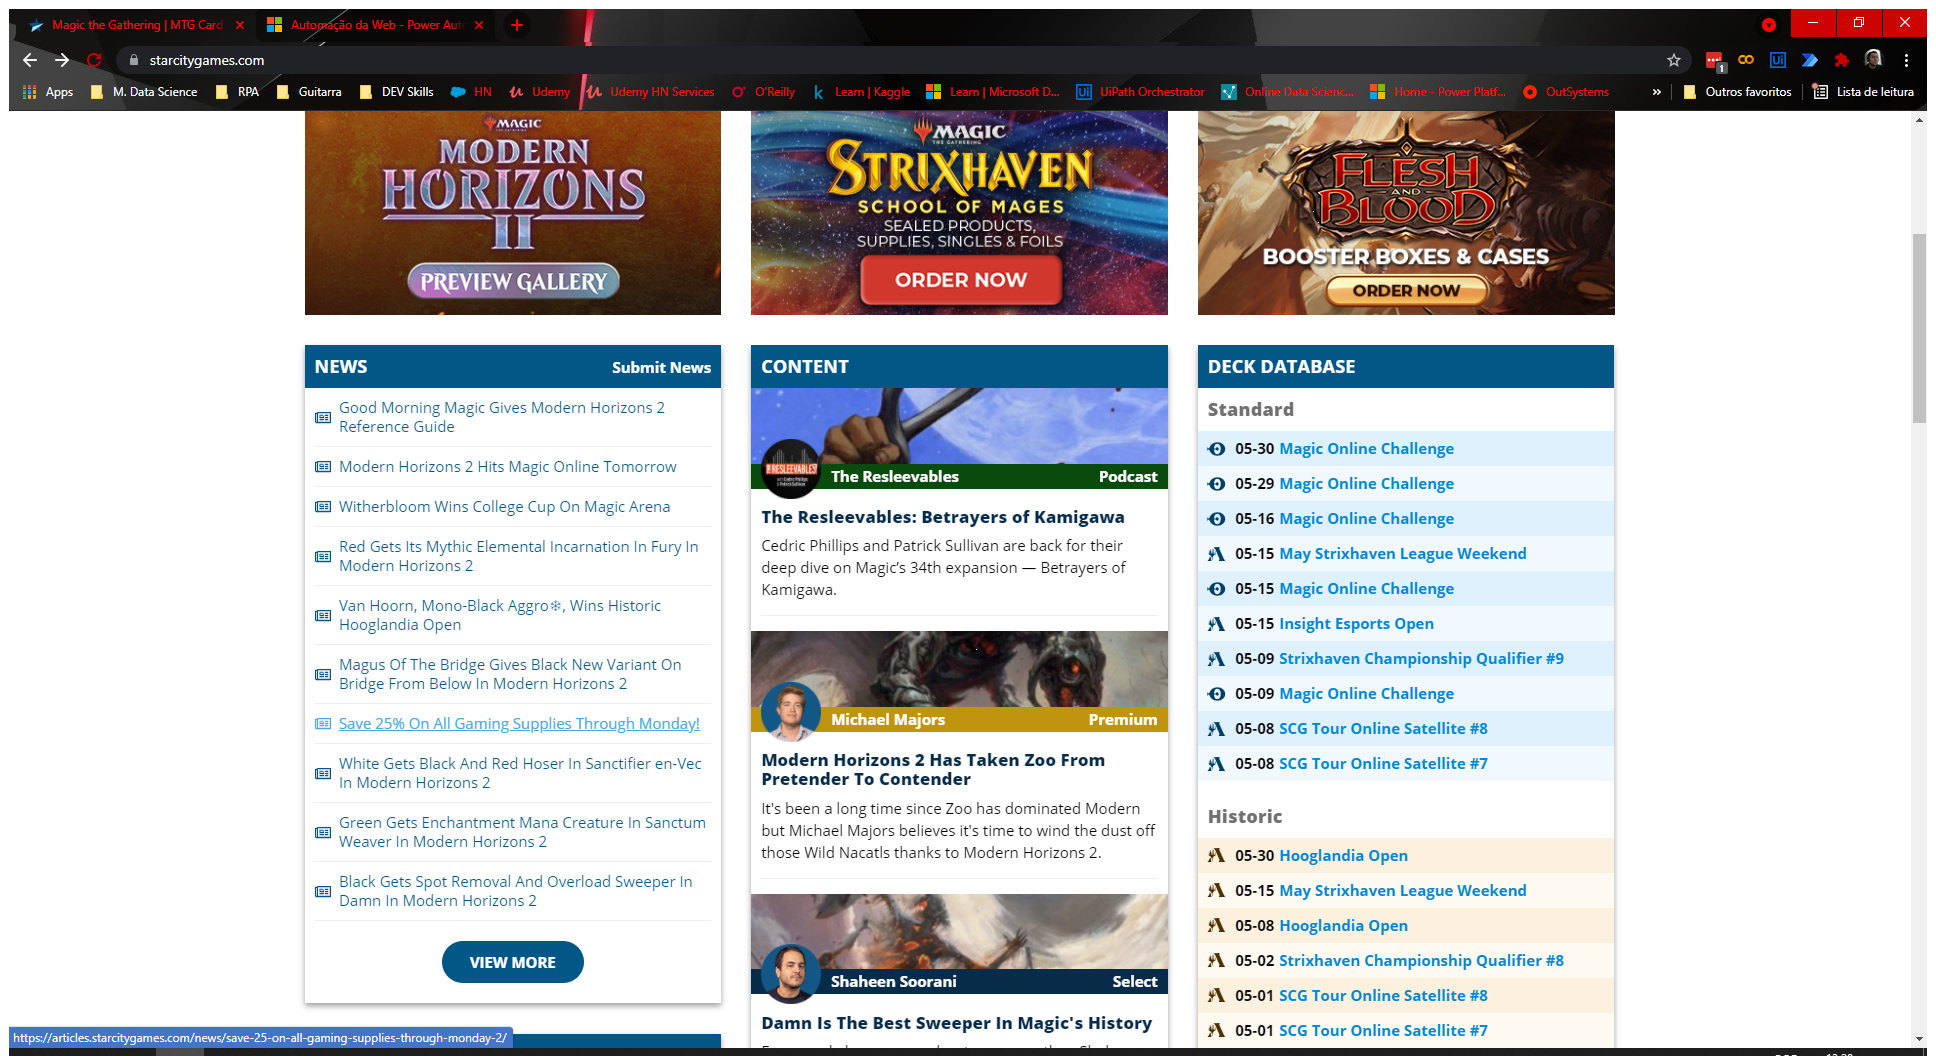 Magic the Gathering | MTG Card
Automação da Web - Power Aut
starcitygames.com
1
Apps
M. Data Science
RPA
Guitarra
DEV Skills
HN
Udemy
Udemy HN Services
O'Reilly
Learn | Kaggle
Learn | Microsoft D...
UiPath Orchestrator
Online Data Scienc...
Home - Power Platf...
OutSystems
»
Outros favoritos
Lista de leitura
MAGIC
MODERN
HORIZONS
II
PREVIEW GALLERY
MAGIC
THE GATHERING
STRIXHAVEN
SCHOOL OF MAGES
SEALED PRODUCTS,
SUPPLIES, SINGLES & FOILS
ORDER NOW
FLESH
AND
BLOOD
BOOSTER BOXES & CASES
ORDER NOW
NEWS
Submit News
Good Morning Magic Gives Modern Horizons 2
Reference Guide
Modern Horizons 2 Hits Magic Online Tomorrow
Witherbloom Wins College Cup On Magic Arena
Red Gets Its Mythic Elemental Incarnation In Fury In
Modern Horizons 2
Van Hoorn, Mono-Black Aggro❄, Wins Historic
Hooglandia Open
Magus Of The Bridge Gives Black New Variant On
Bridge From Below In Modern Horizons 2
Save 25% On All Gaming Supplies Through Monday!
White Gets Black And Red Hoser In Sanctifier en-Vec
In Modern Horizons 2
Green Gets Enchantment Mana Creature In Sanctum
Weaver In Modern Horizons 2
Black Gets Spot Removal And Overload Sweeper In
Damn In Modern Horizons 2
VIEW MORE
CONTENT
RESLEEVABLES
The Resleevables
Podcast
The Resleevables: Betrayers of Kamigawa
Cedric Phillips and Patrick Sullivan are back for their
deep dive on Magic's 34th expansion — Betrayers of
Kamigawa.
Michael Majors
Premium
Modern Horizons 2 Has Taken Zoo From
Pretender To Contender
It's been a long time since Zoo has dominated Modern
but Michael Majors believes it's time to wind the dust off
those Wild Nacatls thanks to Modern Horizons 2.
Shaheen Soorani
Select
Damn Is The Best Sweeper In Magic's History
DECK DATABASE
Standard
05-30 Magic Online Challenge
05-29 Magic Online Challenge
05-16 Magic Online Challenge
05-15 May Strixhaven League Weekend
05-15 Magic Online Challenge
05-15 Insight Esports Open
05-09 Strixhaven Championship Qualifier #9
05-09 Magic Online Challenge
05-08 SCG Tour Online Satellite #8
05-08 SCG Tour Online Satellite #7
Historic
05-30 Hooglandia Open
05-15 May Strixhaven League Weekend
05-08 Hooglandia Open
05-02 Strixhaven Championship Qualifier #8
05-01 SCG Tour Online Satellite #8
05-01 SCG Tour Online Satellite #7
https://articles.starcitygames.com/news/save-25-on-all-gaming-supplies-through-monday-2/